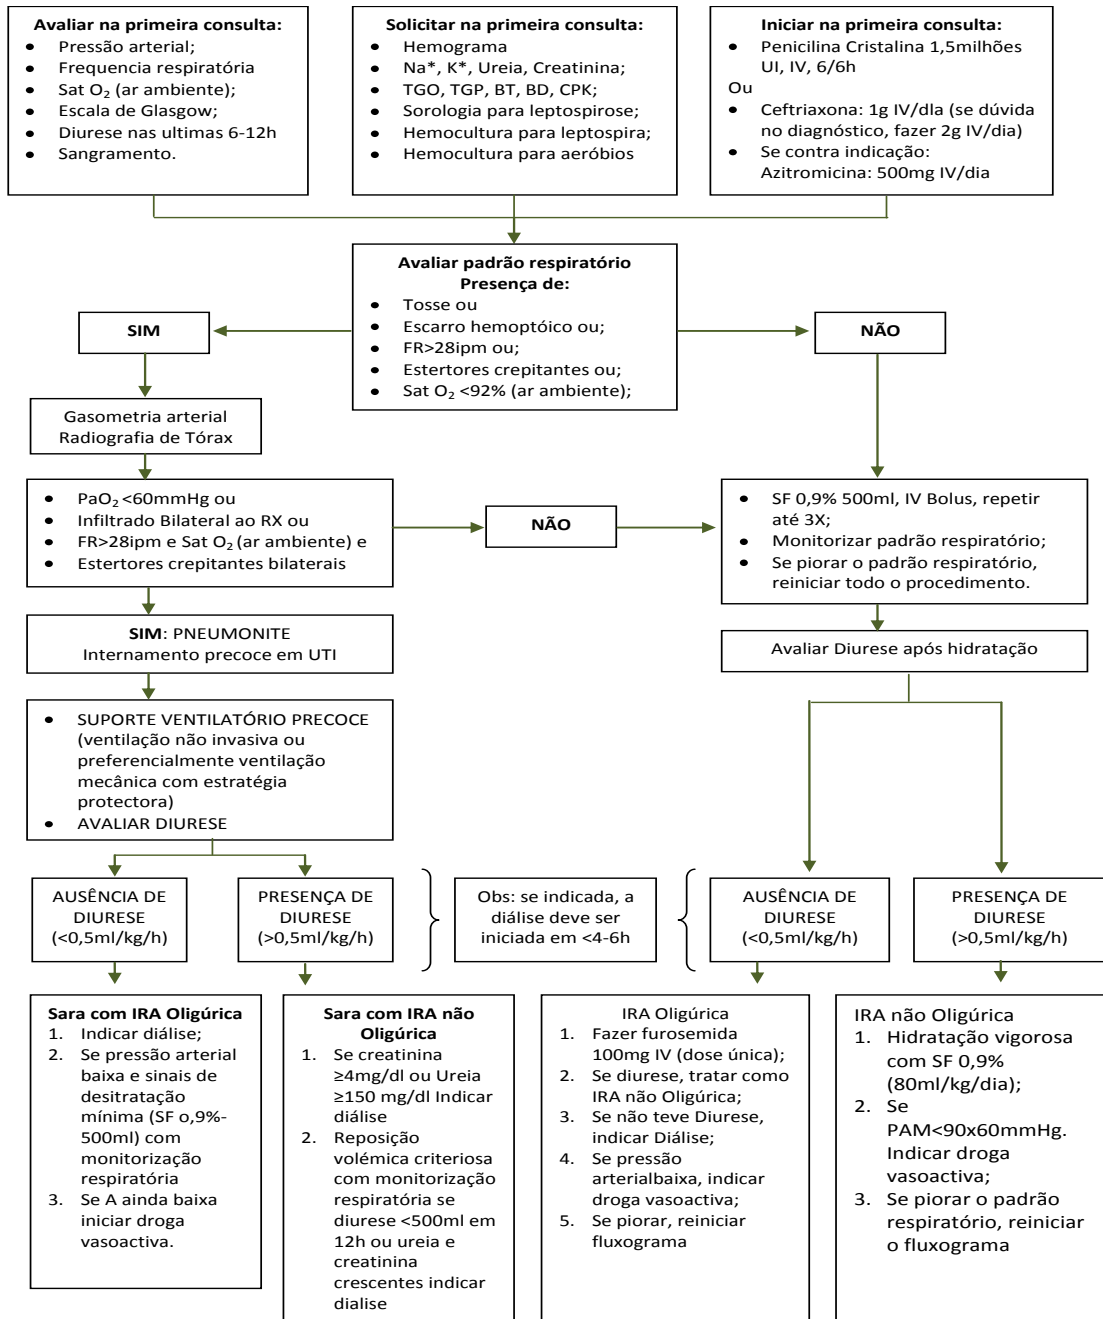 Avaliar na primeira consulta:
• Pressão arterial;
• Frequencia respiratória
• Sat O₂ (ar ambiente);
• Escala de Glasgow;
• Diurese nas ultimas 6-12h
• Sangramento.
Solicitar na primeira consulta:
• Hemograma
• Na*, K*, Ureia, Creatinina;
• TGO, TGP, BT, BD, CPK;
• Sorologia para leptospirose;
• Hemocultura para leptospira;
• Hemocultura para aeróbios
Iniciar na primeira consulta:
• Penicilina Cristalina 1,5milhões
UI, IV, 6/6h
Ou
• Ceftriaxona: 1g IV/dIa (se dúvida
no diagnóstico, fazer 2g IV/dia)
• Se contra indicação:
Azitromicina: 500mg IV/dia
Avaliar padrão respiratório
Presença de:
• Tosse ou
• Escarro hemoptóico ou;
• FR>28ipm ou;
• Estertores crepitantes ou;
• Sat O₂ <92% (ar ambiente);
SIM
NÃO
Gasometria arterial
Radiografia de Tórax
• PaO₂ <60mmHg ou
• Infiltrado Bilateral ao RX ou
• FR>28ipm e Sat O₂ (ar ambiente) e
• Estertores crepitantes bilaterais
NÃO
• SF 0,9% 500ml, IV Bolus, repetir
até 3X;
• Monitorizar padrão respiratório;
• Se piorar o padrão respiratório,
reiniciar todo o procedimento.
SIM: PNEUMONITE
Internamento precoce em UTI
Avaliar Diurese após hidratação
• SUPORTE VENTILATÓRIO PRECOCE
(ventilação não invasiva ou
preferencialmente ventilação
mecânica com estratégia
protectora)
• AVALIAR DIURESE
AUSÊNCIA DE
DIURESE
(<0,5ml/kg/h)
PRESENÇA DE
DIURESE
(>0,5ml/kg/h)
Obs: se indicada, a
diálise deve ser
iniciada em <4-6h
AUSÊNCIA DE
DIURESE
(<0,5ml/kg/h)
PRESENÇA DE
DIURESE
(>0,5ml/kg/h)
Sara com IRA Oligúrica
1. Indicar diálise;
2. Se pressão arterial
baixa e sinais de
desitratação
mínima (SF o,9%-
500ml) com
monitorização
respiratória
3. Se A ainda baixa
iniciar droga
vasoactiva.
Sara com IRA não
Oligúrica
1. Se creatinina
≥4mg/dl ou Ureia
≥150 mg/dl Indicar
diálise
2. Reposição
volémica criteriosa
com monitorização
respiratória se
diurese <500ml em
12h ou ureia e
creatinina
crescentes indicar
dialise
IRA Oligúrica
1. Fazer furosemida
100mg IV (dose única);
2. Se diurese, tratar como
IRA não Oligúrica;
3. Se não teve Diurese,
indicar Diálise;
4. Se pressão
arterialbaixa, indicar
droga vasoactiva;
5. Se piorar, reiniciar
fluxograma
IRA não Oligúrica
1. Hidratação vigorosa
com SF 0,9%
(80ml/kg/dia);
2. Se
PAM<90x60mmHg.
Indicar droga
vasoactiva;
3. Se piorar o padrão
respiratório, reiniciar
o fluxograma